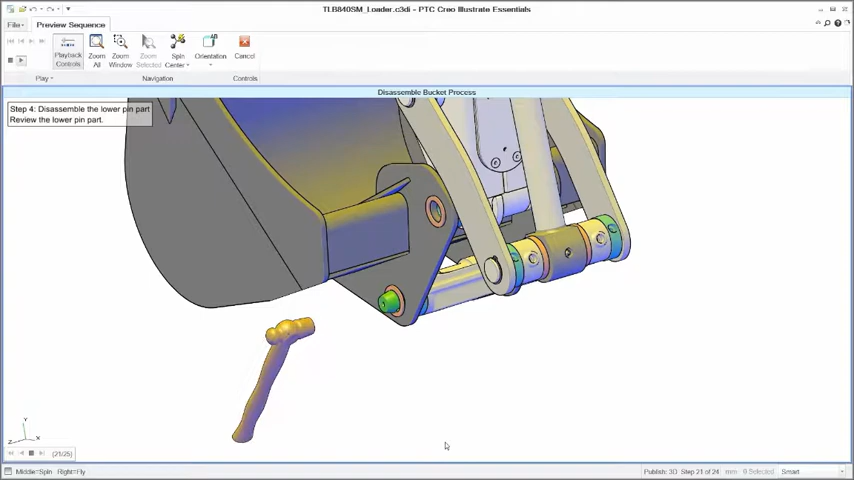 TLB840SM_Loader.c3di - PTC Creo Illustrate Essentials
File
Preview Sequence
Playback Controls
Zoom All
Zoom Window
Zoom Selected
Spin Center
Orientation
Cancel
Play
Navigation
Controls
Disassemble Bucket Process
Step 4: Disassemble the lower pin part
Review the lower pin part.
Y
Z
X
(21/25)
Middle=Spin Right=Fly
Publish: 3D Step 21 of 24 mm 0 Selected Smart